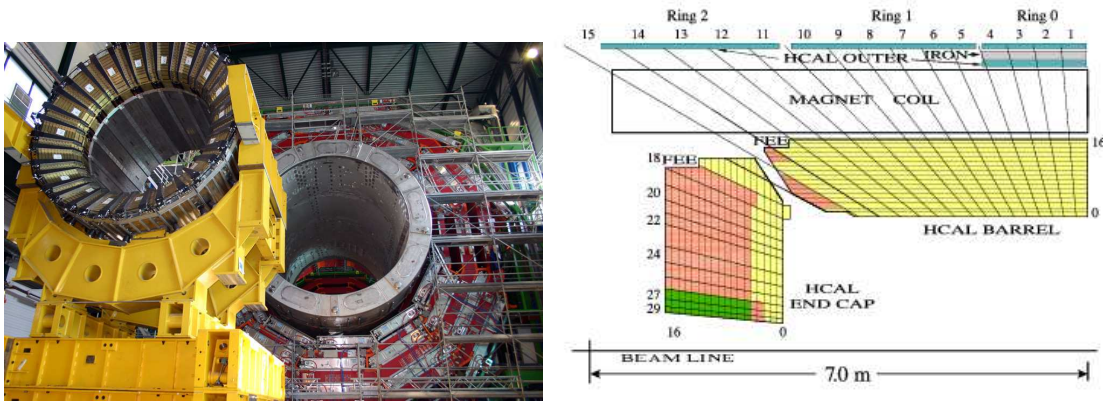 Ring 2 Ring 1 Ring 0
15 14 13 12 11 10 9 8 7 6 5 4 3 2 1
HCAL OUTER IRON
MAGNET COIL
FEE 16
FEE
18
20
22 0
HCAL BARREL
24
HCAL
END CAP
27
29
16 0
BEAM LINE
7.0 m